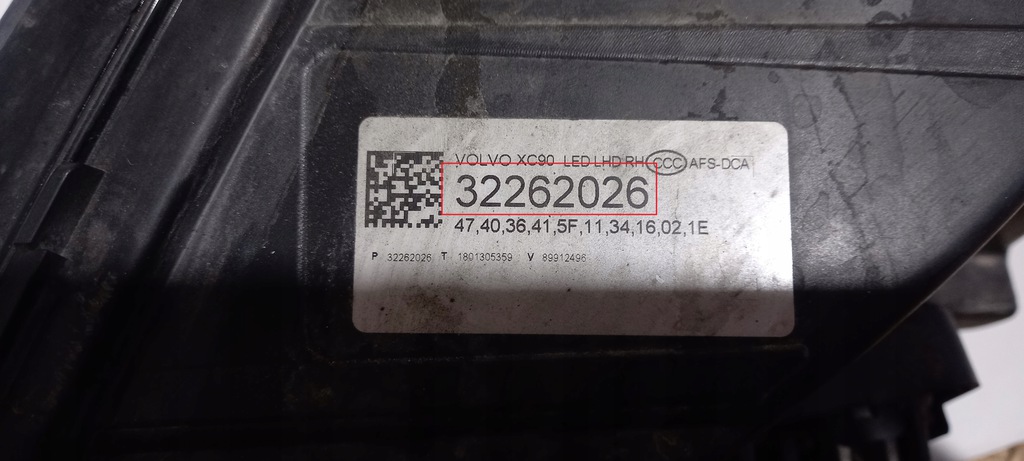 VOLVO XC90 LED LHD RH CCC AFS-DCA
32262026
47,40,36,41,5F,11,34,16,02,1E
P 32262026 T 1801305359 V 89912496